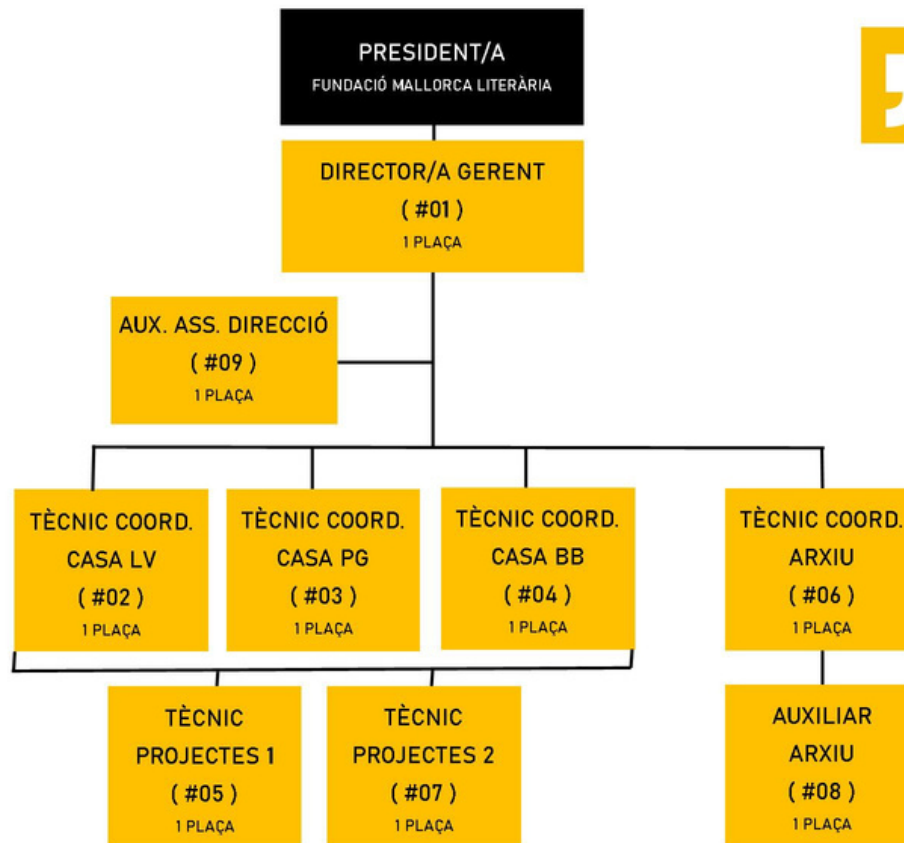 PRESIDENT/A
FUNDACIÓ MALLORCA LITERÀRIA
DIRECTOR/A GERENT
( #01 )
1 PLAÇA
AUX. ASS. DIRECCIÓ
( #09 )
1 PLAÇA
TÈCNIC COORD.
CASA LV
( #02 )
1 PLAÇA
TÈCNIC COORD.
CASA PG
( #03 )
1 PLAÇA
TÈCNIC COORD.
CASA BB
( #04 )
1 PLAÇA
TÈCNIC COORD.
ARXIU
( #06 )
1 PLAÇA
TÈCNIC
PROJECTES 1
( #05 )
1 PLAÇA
TÈCNIC
PROJECTES 2
( #07 )
1 PLAÇA
AUXILIAR
ARXIU
( #08 )
1 PLAÇA